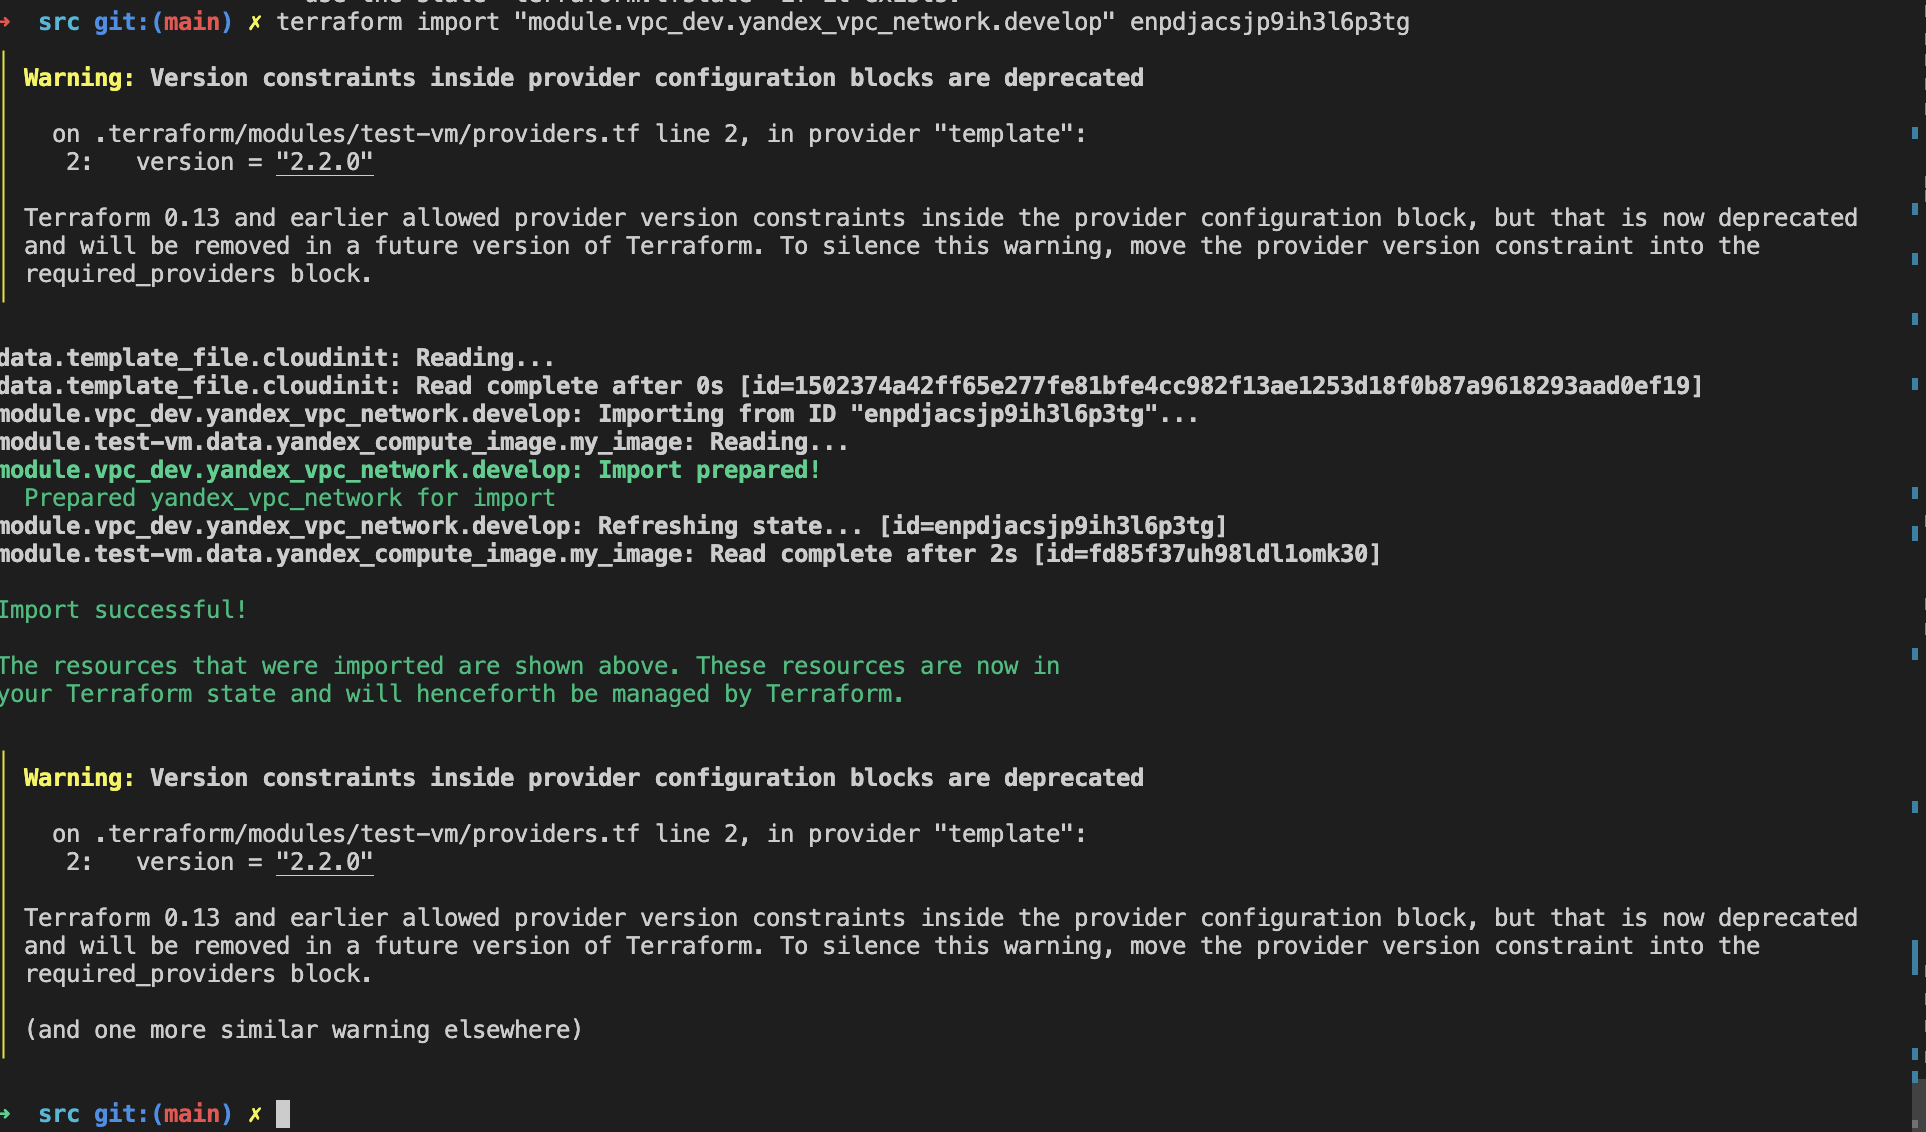 ➜  src git:(main) ✗ terraform import "module.vpc_dev.yandex_vpc_network.develop" enpdjacsjp9ih3l6p3tg
Warning: Version constraints inside provider configuration blocks are deprecated
on .terraform/modules/test-vm/providers.tf line 2, in provider "template":
2:   version = "2.2.0"
Terraform 0.13 and earlier allowed provider version constraints inside the provider configuration block, but that is now deprecated
and will be removed in a future version of Terraform. To silence this warning, move the provider version constraint into the
required_providers block.
data.template_file.cloudinit: Reading...
data.template_file.cloudinit: Read complete after 0s [id=1502374a42ff65e277fe81bfe4cc982f13ae1253d18f0b87a9618293aad0ef19]
module.vpc_dev.yandex_vpc_network.develop: Importing from ID "enpdjacsjp9ih3l6p3tg"...
module.test-vm.data.yandex_compute_image.my_image: Reading...
module.vpc_dev.yandex_vpc_network.develop: Import prepared!
Prepared yandex_vpc_network for import
module.vpc_dev.yandex_vpc_network.develop: Refreshing state... [id=enpdjacsjp9ih3l6p3tg]
module.test-vm.data.yandex_compute_image.my_image: Read complete after 2s [id=fd85f37uh98ldl1omk30]
Import successful!
The resources that were imported are shown above. These resources are now in
your Terraform state and will henceforth be managed by Terraform.
Warning: Version constraints inside provider configuration blocks are deprecated
on .terraform/modules/test-vm/providers.tf line 2, in provider "template":
2:   version = "2.2.0"
Terraform 0.13 and earlier allowed provider version constraints inside the provider configuration block, but that is now deprecated
and will be removed in a future version of Terraform. To silence this warning, move the provider version constraint into the
required_providers block.
(and one more similar warning elsewhere)
➜  src git:(main) ✗